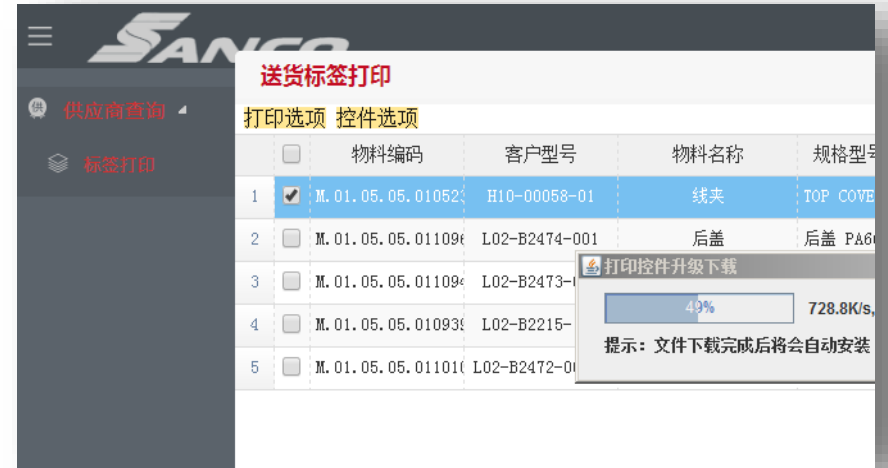 SANCO
送货标签打印
供 供应商查询
打印选项 控件选项
标签打印
物料编码 客户型号 物料名称 规格型号
1 M.01.05.05.01052 H10-00058-01 线夹 TOP COVE
2 M.01.05.05.01109 L02-B2474-001 后盖 后盖 PA6
打印控件升级下载
3 M.01.05.05.01109 L02-B2473-
49% 728.8K/s,
4 M.01.05.05.01093 L02-B2215-
提示：文件下载完成后将会自动安装
5 M.01.05.05.01101 L02-B2472-0